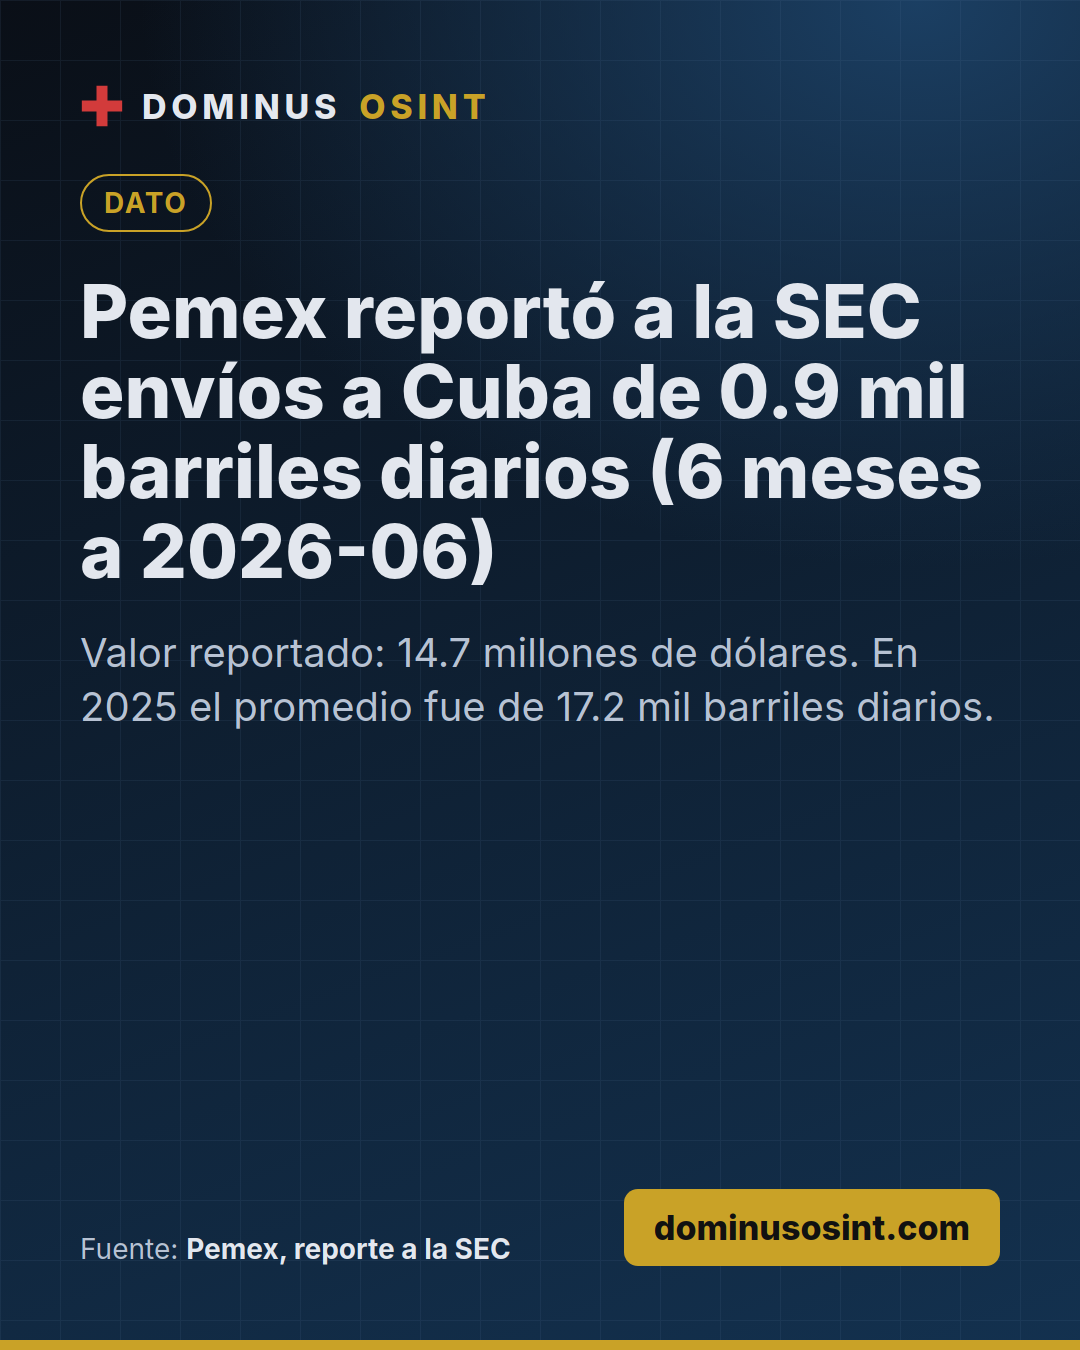 DOMINUS OSINT
DATO
Pemex reportó a la SEC
envíos a Cuba de 0.9 mil
barriles diarios (6 meses
a 2026-06)
Valor reportado: 14.7 millones de dólares. En
2025 el promedio fue de 17.2 mil barriles diarios.
Fuente: Pemex, reporte a la SEC
dominusosint.com